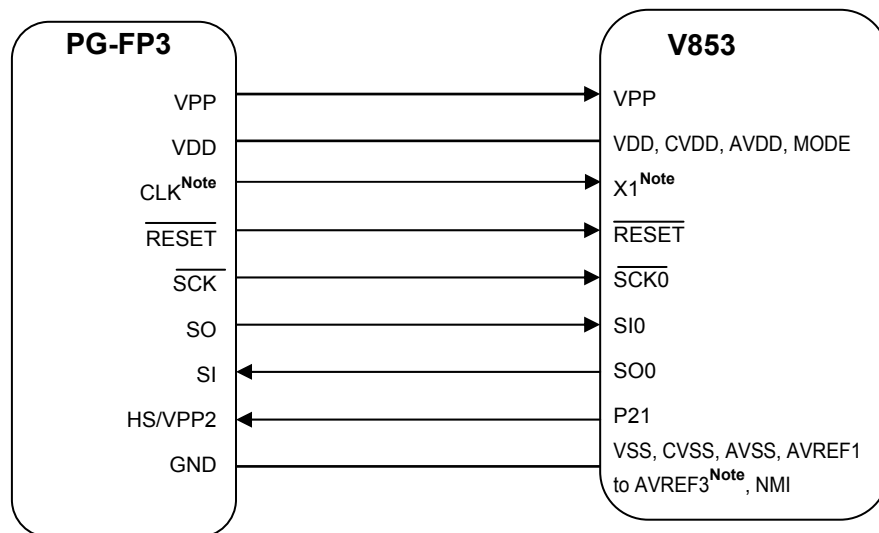 PG-FP3
V853
VPP
VPP
VDD
VDD, CVDD, AVDD, MODE
CLKNote
X1Note
RESET
RESET
SCK
SCK0
SO
SI0
SI
SO0
HS/VPP2
P21
GND
VSS, CVSS, AVSS, AVREF1
to AVREF3Note, NMI